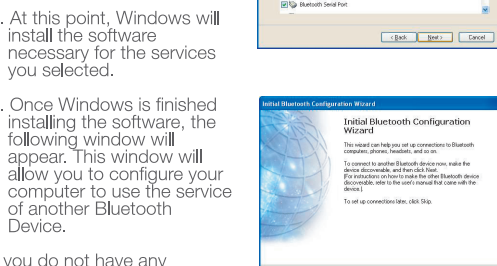 . At this point, Windows will
install the software
necessary for the services
you selected.
. Once Windows is finished
installing the software, the
following window will
appear. This window will
allow you to configure your
computer to use the service
of another Bluetooth
Device.
you do not have any
Bluetooth Serial Port
< Back Next > Cancel
Initial Bluetooth Configuration Wizard
Initial Bluetooth Configuration
Wizard
This wizard can help you set up connections to Bluetooth
computers, phones, headsets, and so on.
To connect to another Bluetooth device now, make the
device discoverable, and then click Next.
(For instructions on how to make the other Bluetooth device
discoverable, refer to the user's manual that came with the
device.)
To set up connections later, click Skip.